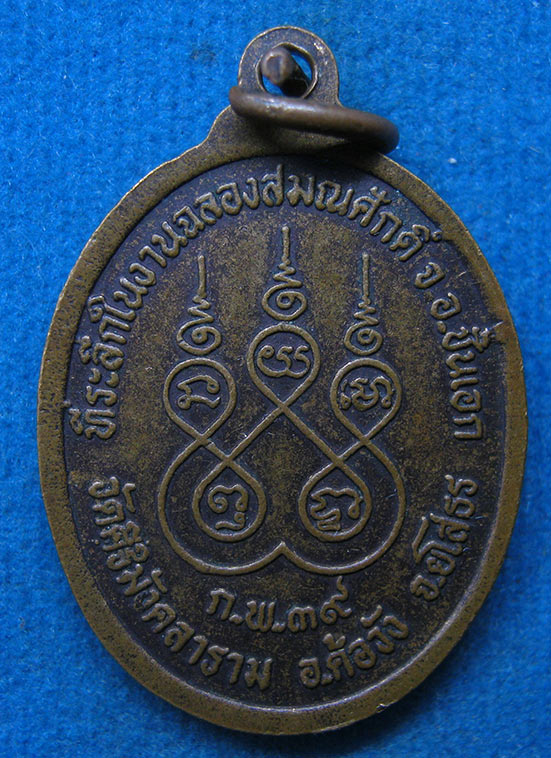 ที่ระลึกในงานฉลองสมณศักดิ์ จ.อ.ชั้นเอก
ก.พ.๓๙
วัดสิริมังคลาราม อ.ค้อวัง จ.ยโสธร